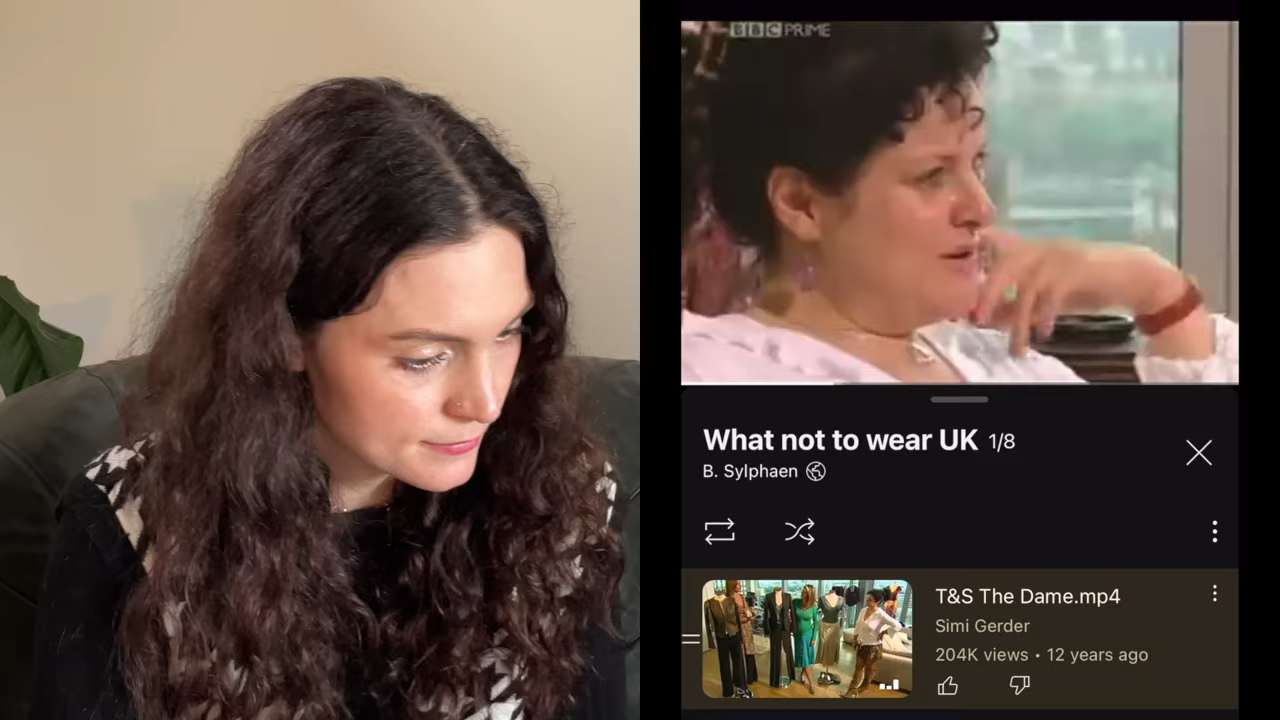 BBC PRIME
What not to wear UK 1/8
B. Sylphaen
T&S The Dame.mp4
Simi Gerder
204K views • 12 years ago